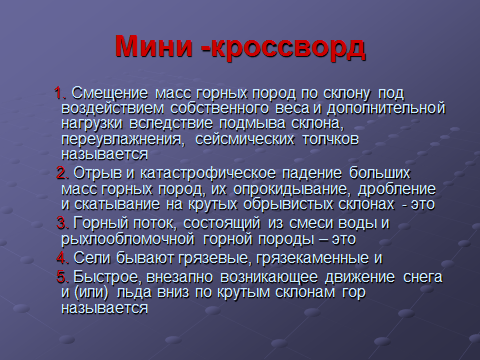 Мини -кроссворд
1. Смещение масс горных пород по склону под
воздействием собственного веса и дополнительной
нагрузки вследствие подмыва склона,
переувлажнения, сейсмических толчков
называется
2. Отрыв и катастрофическое падение больших
масс горных пород, их опрокидывание, дробление
и скатывание на крутых обрывистых склонах - это
3. Горный поток, состоящий из смеси воды и
рыхлообломочной горной породы – это
4. Сели бывают грязевые, грязекаменные и
5. Быстрое, внезапно возникающее движение снега
и (или) льда вниз по крутым склонам гор
называется